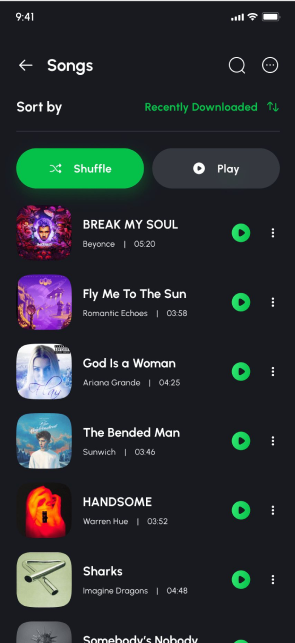 9:41
Songs
Sort by
Recently Downloaded
Shuffle
Play
BREAK MY SOUL
Beyonce | 05:20
Fly Me To The Sun
Romantic Echoes | 03:58
God Is a Woman
Ariana Grande | 04:25
The Bended Man
Sunwich | 03:46
HANDSOME
Warren Hue | 03:52
Sharks
Imagine Dragons | 04:48
Somebody's Nobody